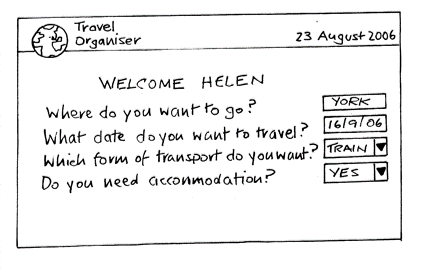 Travel
Organiser
23 August 2006
WELCOME HELEN
Where do you want to go? YORK
What date do you want to travel? 16/9/06
Which form of transport do you want? TRAIN
Do you need accommodation? YES